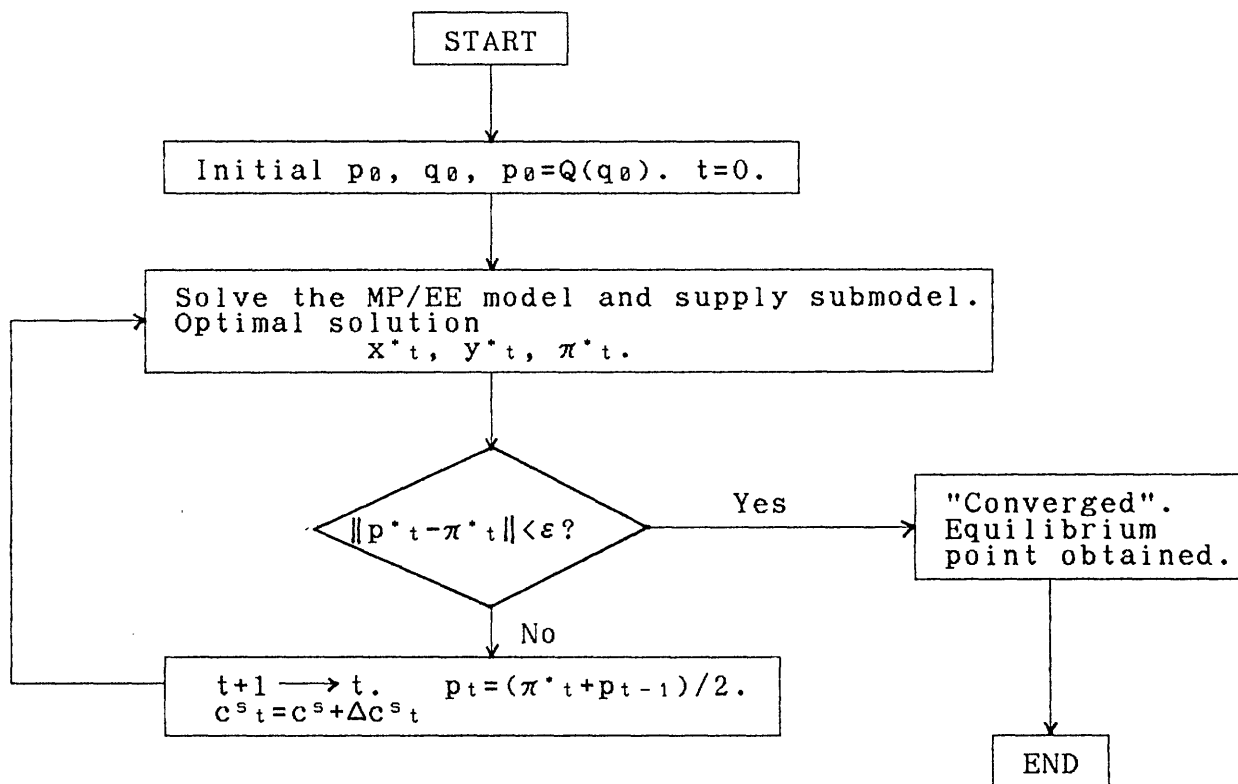 START
Initial p₀, q₀, p₀=Q(q₀). t=0.
Solve the MP/EE model and supply submodel.
Optimal solution
x*ₜ, y*ₜ, π*ₜ.
‖p*ₜ-π*ₜ‖<ε?
Yes
"Converged".
Equilibrium
point obtained.
No
t+1 ⟶ t. pₜ=(π*ₜ+pₜ₋₁)/2.
cˢₜ=cˢ+Δcˢₜ
END